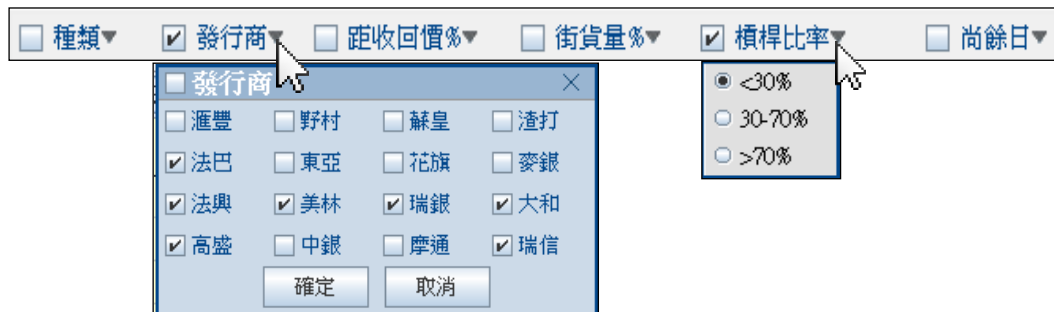 種類 發行商 距收回價% 街貨量% 槓桿比率 尚餘日
發行商
滙豐 野村 蘇皇 渣打
法巴 東亞 花旗 麥銀
法興 美林 瑞銀 大和
高盛 中銀 摩通 瑞信
確定 取消
<30%
30-70%
>70%